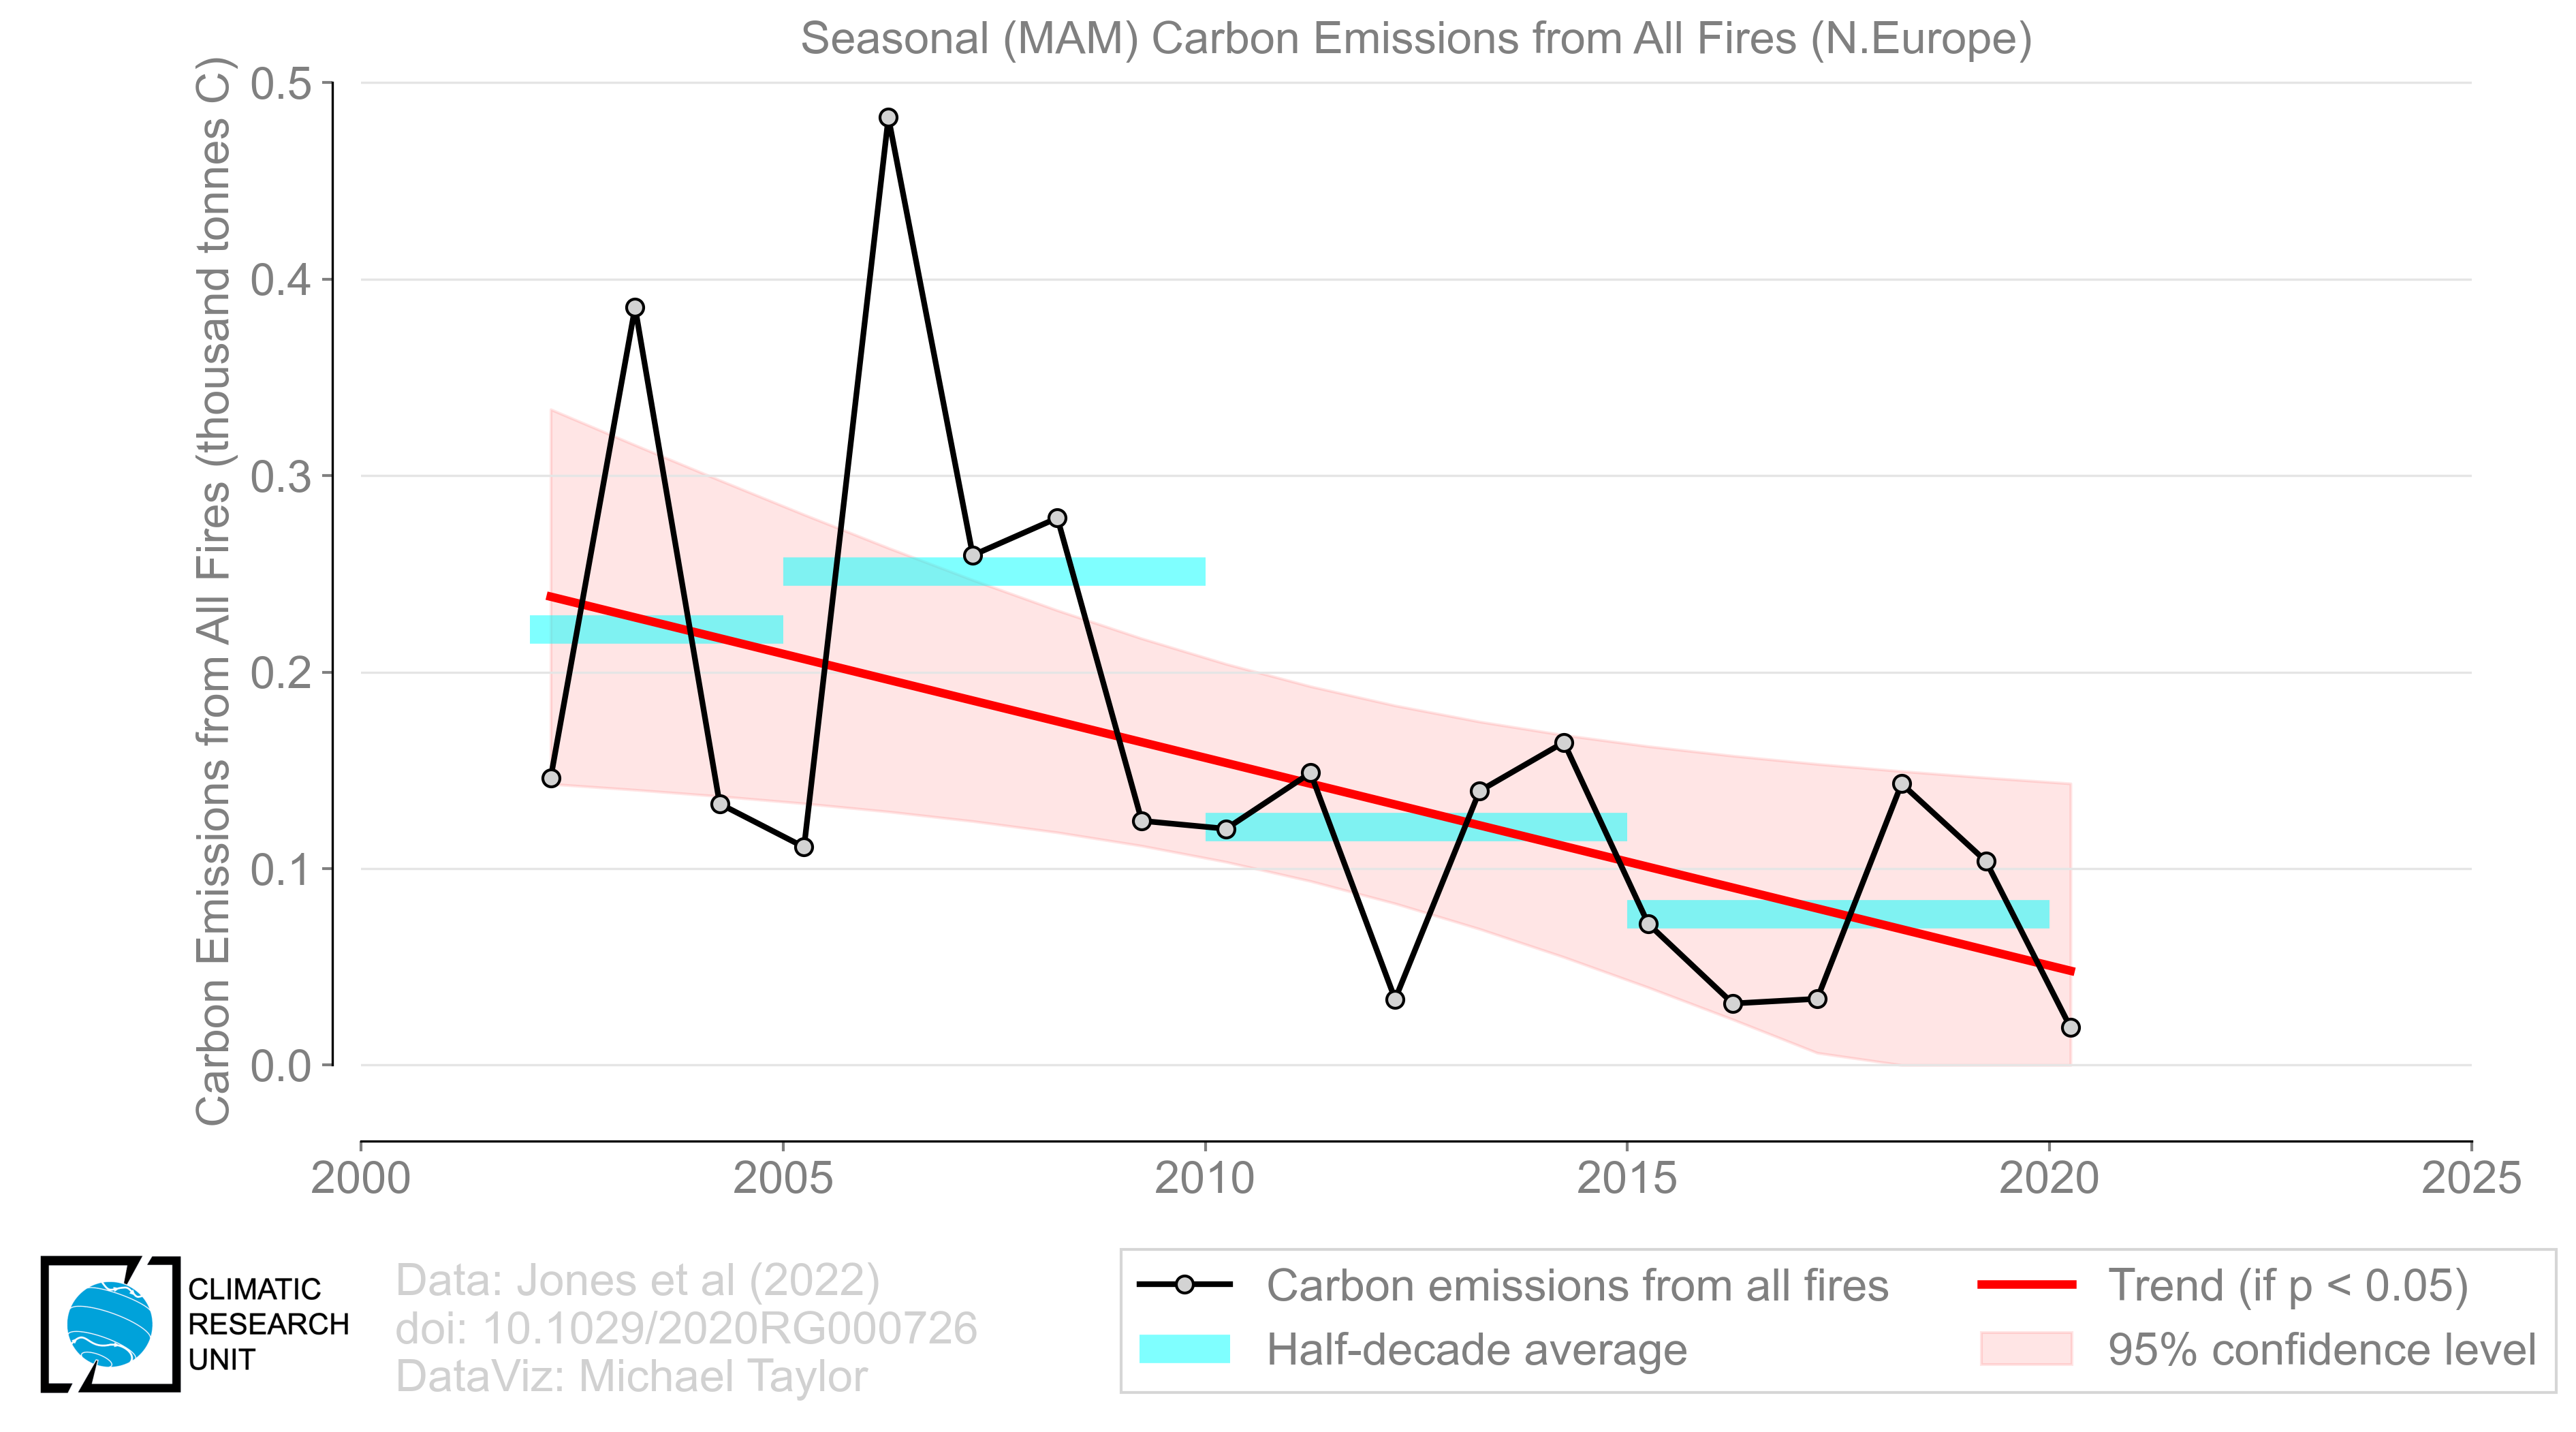 Seasonal (MAM) Carbon Emissions from All Fires (N.Europe)
Carbon Emissions from All Fires (thousand tonnes C)
0.5
0.4
0.3
0.2
0.1
0.0
2000
2005
2010
2015
2020
2025
CLIMATIC
RESEARCH
UNIT
Data: Jones et al (2022)
doi: 10.1029/2020RG000726
DataViz: Michael Taylor
Carbon emissions from all fires
Half-decade average
Trend (if p < 0.05)
95% confidence level